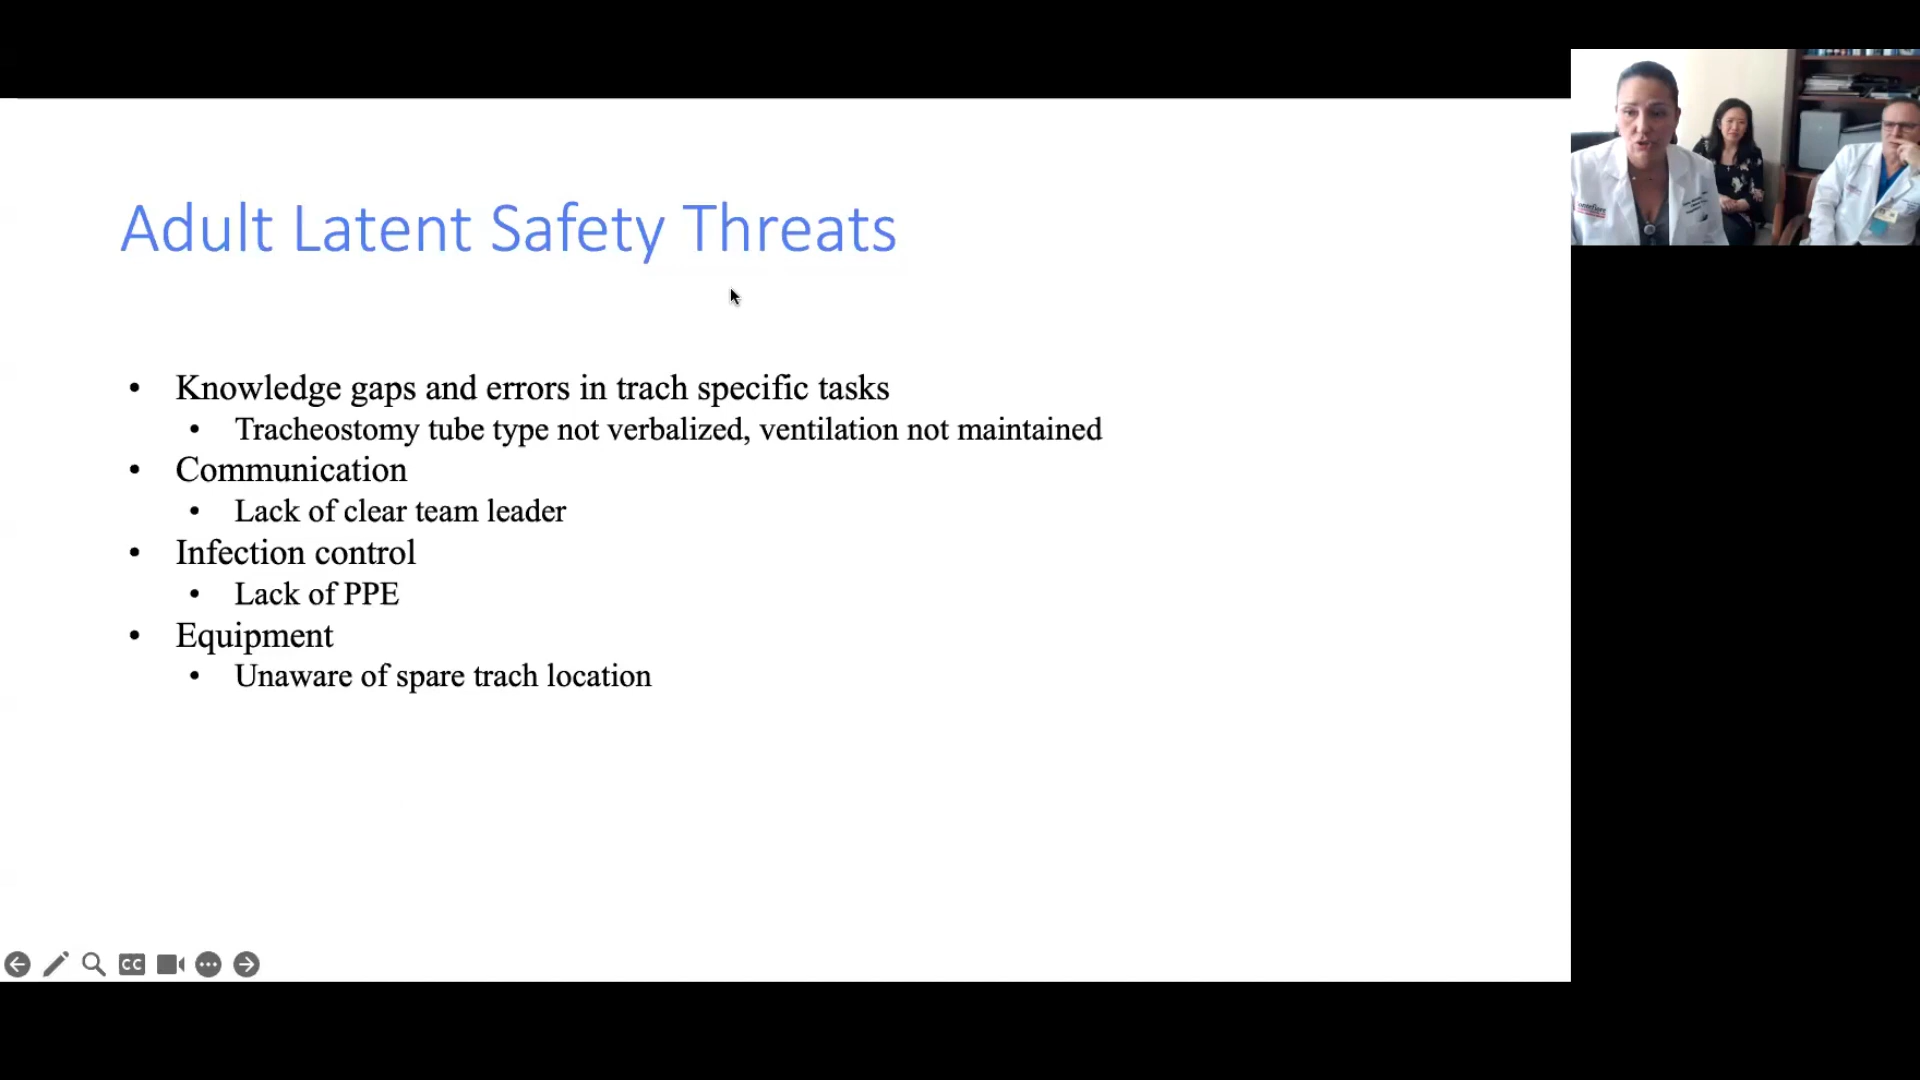 Adult Latent Safety Threats
• Knowledge gaps and errors in trach specific tasks
• Tracheostomy tube type not verbalized, ventilation not maintained
• Communication
• Lack of clear team leader
• Infection control
• Lack of PPE
• Equipment
• Unaware of spare trach location
CC